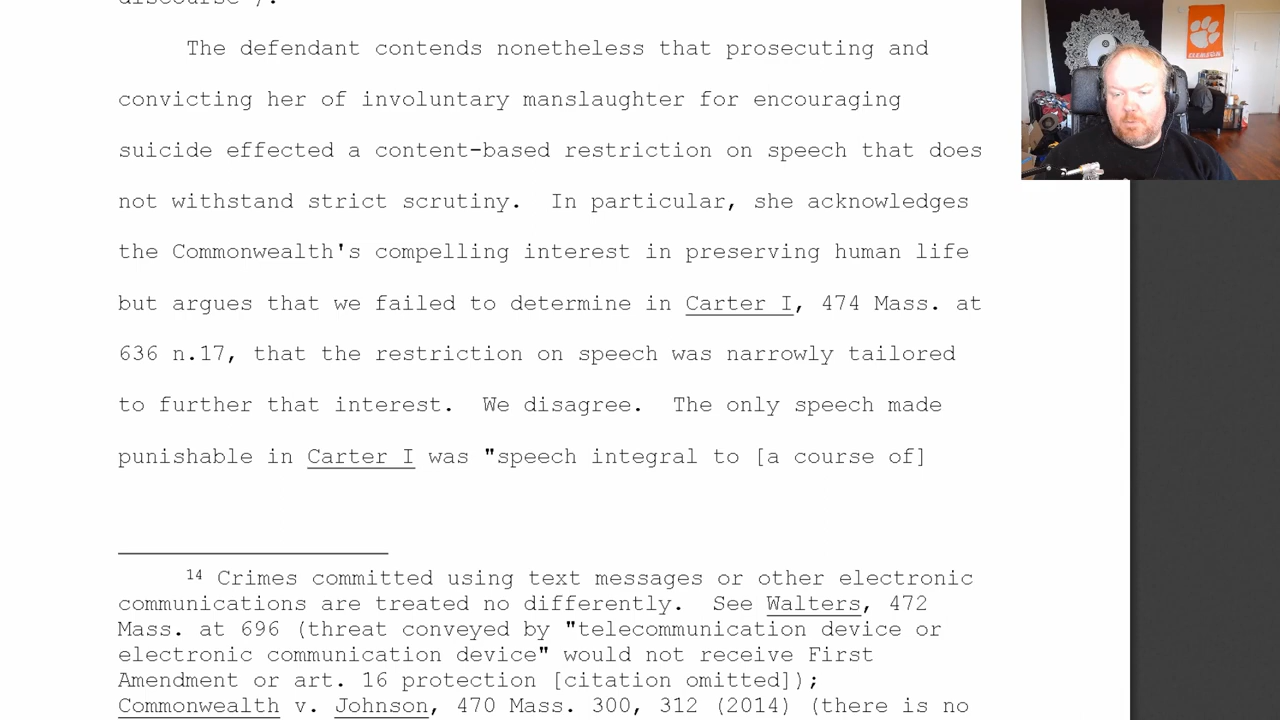 discourse").
The defendant contends nonetheless that prosecuting and
convicting her of involuntary manslaughter for encouraging
suicide effected a content-based restriction on speech that does
not withstand strict scrutiny.  In particular, she acknowledges
the Commonwealth's compelling interest in preserving human life
but argues that we failed to determine in Carter I, 474 Mass. at
636 n.17, that the restriction on speech was narrowly tailored
to further that interest.  We disagree.  The only speech made
punishable in Carter I was "speech integral to [a course of]
14 Crimes committed using text messages or other electronic
communications are treated no differently.  See Walters, 472
Mass. at 696 (threat conveyed by "telecommunication device or
electronic communication device" would not receive First
Amendment or art. 16 protection [citation omitted]);
Commonwealth v. Johnson, 470 Mass. 300, 312 (2014) (there is no
CLEMSON